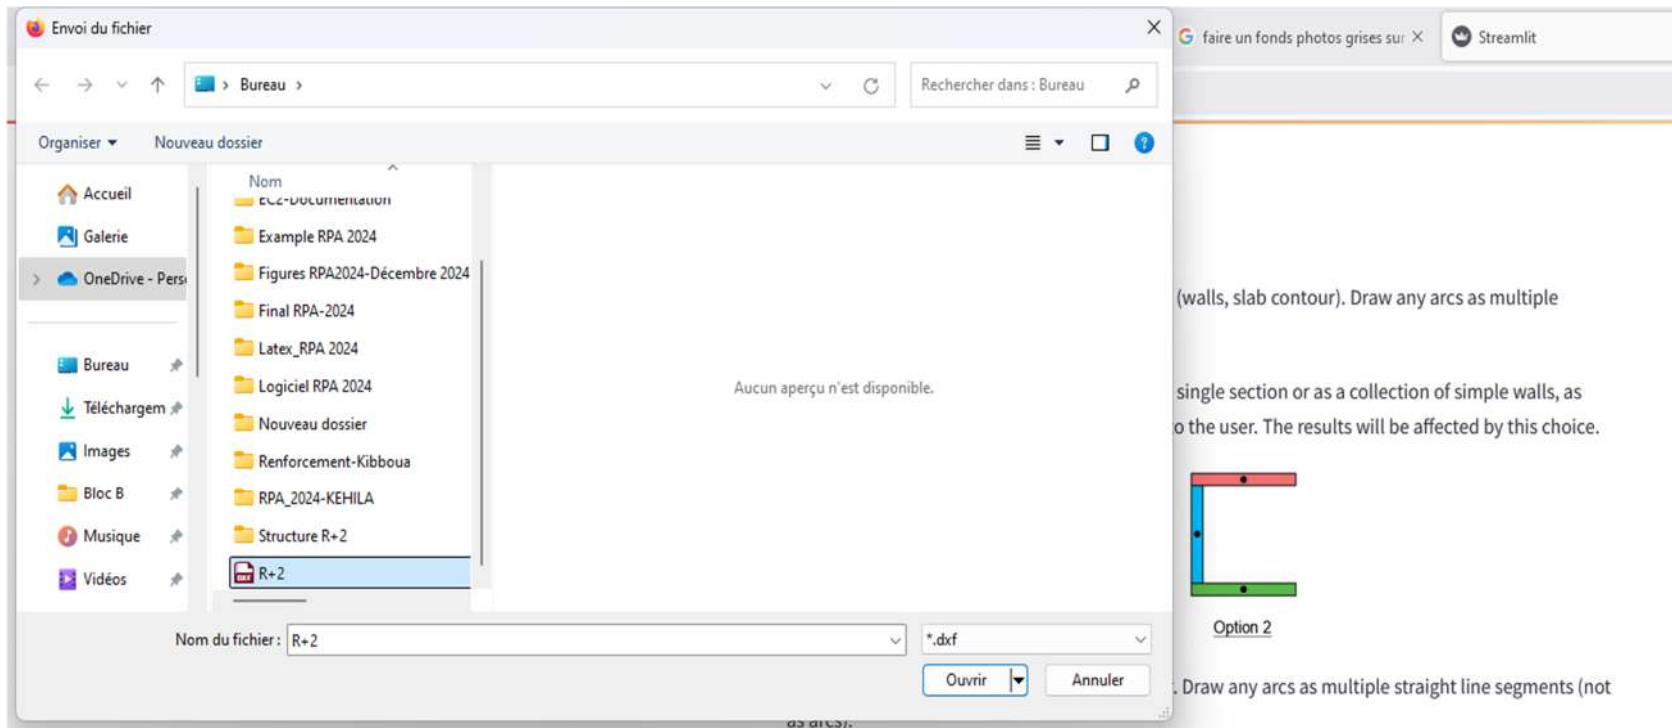 Envoi du fichier
faire un fonds photos grises sur
Streamlit
Bureau
Rechercher dans : Bureau
Organiser
Nouveau dossier
Nom
Accueil
Galerie
OneDrive - Pers
Bureau
Téléchargem
Images
Bloc B
Musique
Vidéos
EC2-Documentation
Example RPA 2024
Figures RPA2024-Décembre 2024
Final RPA-2024
Latex_RPA 2024
Logiciel RPA 2024
Nouveau dossier
Renforcement-Kibboua
RPA_2024-KEHILA
Structure R+2
R+2
Aucun aperçu n'est disponible.
Nom du fichier :
R+2
*.dxf
Ouvrir
Annuler
(walls, slab contour). Draw any arcs as multiple
single section or as a collection of simple walls, as
o the user. The results will be affected by this choice.
Option 2
. Draw any arcs as multiple straight line segments (not
as arcs).